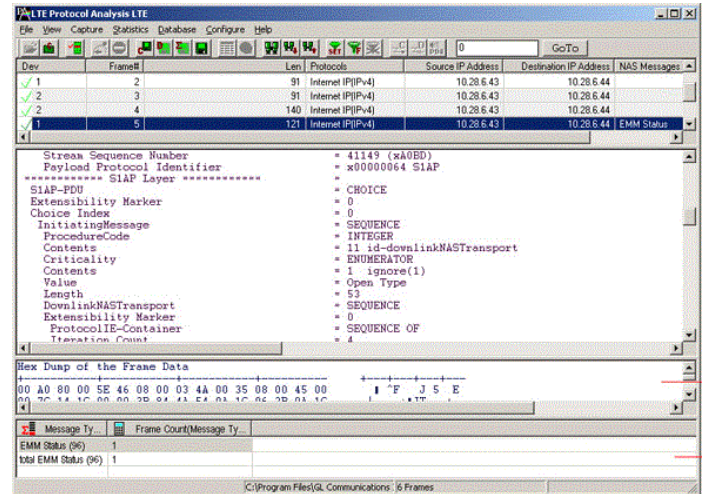 LTE Protocol Analysis LTE
File View Capture Statistics Database Configure Help
0 GoTo
Dev Frame# Len Protocols Source IP Address Destination IP Address NAS Messages
1 2 91 Internet IP(IPv4) 10.28.6.43 10.28.6.44
2 3 91 Internet IP(IPv4) 10.28.6.43 10.28.6.44
2 4 140 Internet IP(IPv4) 10.28.6.43 10.28.6.44
1 5 121 Internet IP(IPv4) 10.28.6.43 10.28.6.44 EMM Status
Stream Sequence Number = 41149 (xA0BD)
Payload Protocol Identifier = x00000064 S1AP
============ S1AP Layer ============ =
S1AP-PDU = CHOICE
Extensibility Marker = 0
Choice Index = 0
InitiatingMessage = SEQUENCE
ProcedureCode = INTEGER
Contents = 11 id-downlinkNASTransport
Criticality = ENUMERATOR
Contents = 1 ignore(1)
Value = Open Type
Length = 53
DownlinkNASTransport = SEQUENCE
Extensibility Marker = 0
ProtocolIE-Container = SEQUENCE OF
Iteration Count = 4
Hex Dump of the Frame Data
+-----------+-----------+-----------+-----------+ +---+---+---+---+
00 A0 80 00 5E 46 08 00 03 4A 00 35 08 00 45 00 ^F J 5 E
Message Ty... Frame Count(Message Ty...
EMM Status (96) 1
total EMM Status (96) 1
C:\Program Files\GL Communications 6 Frames